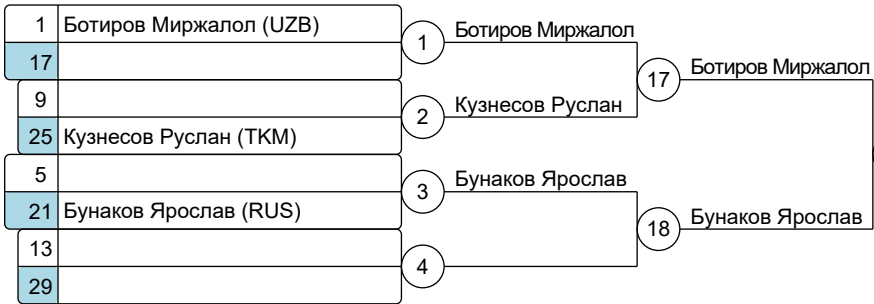 1 Ботиров Миржалол (UZB)
17
9
25 Кузнесов Руслан (TKM)
5
21 Бунаков Ярослав (RUS)
13
29
1 Ботиров Миржалол
2 Кузнесов Руслан
3 Бунаков Ярослав
4
17 Ботиров Миржалол
18 Бунаков Ярослав